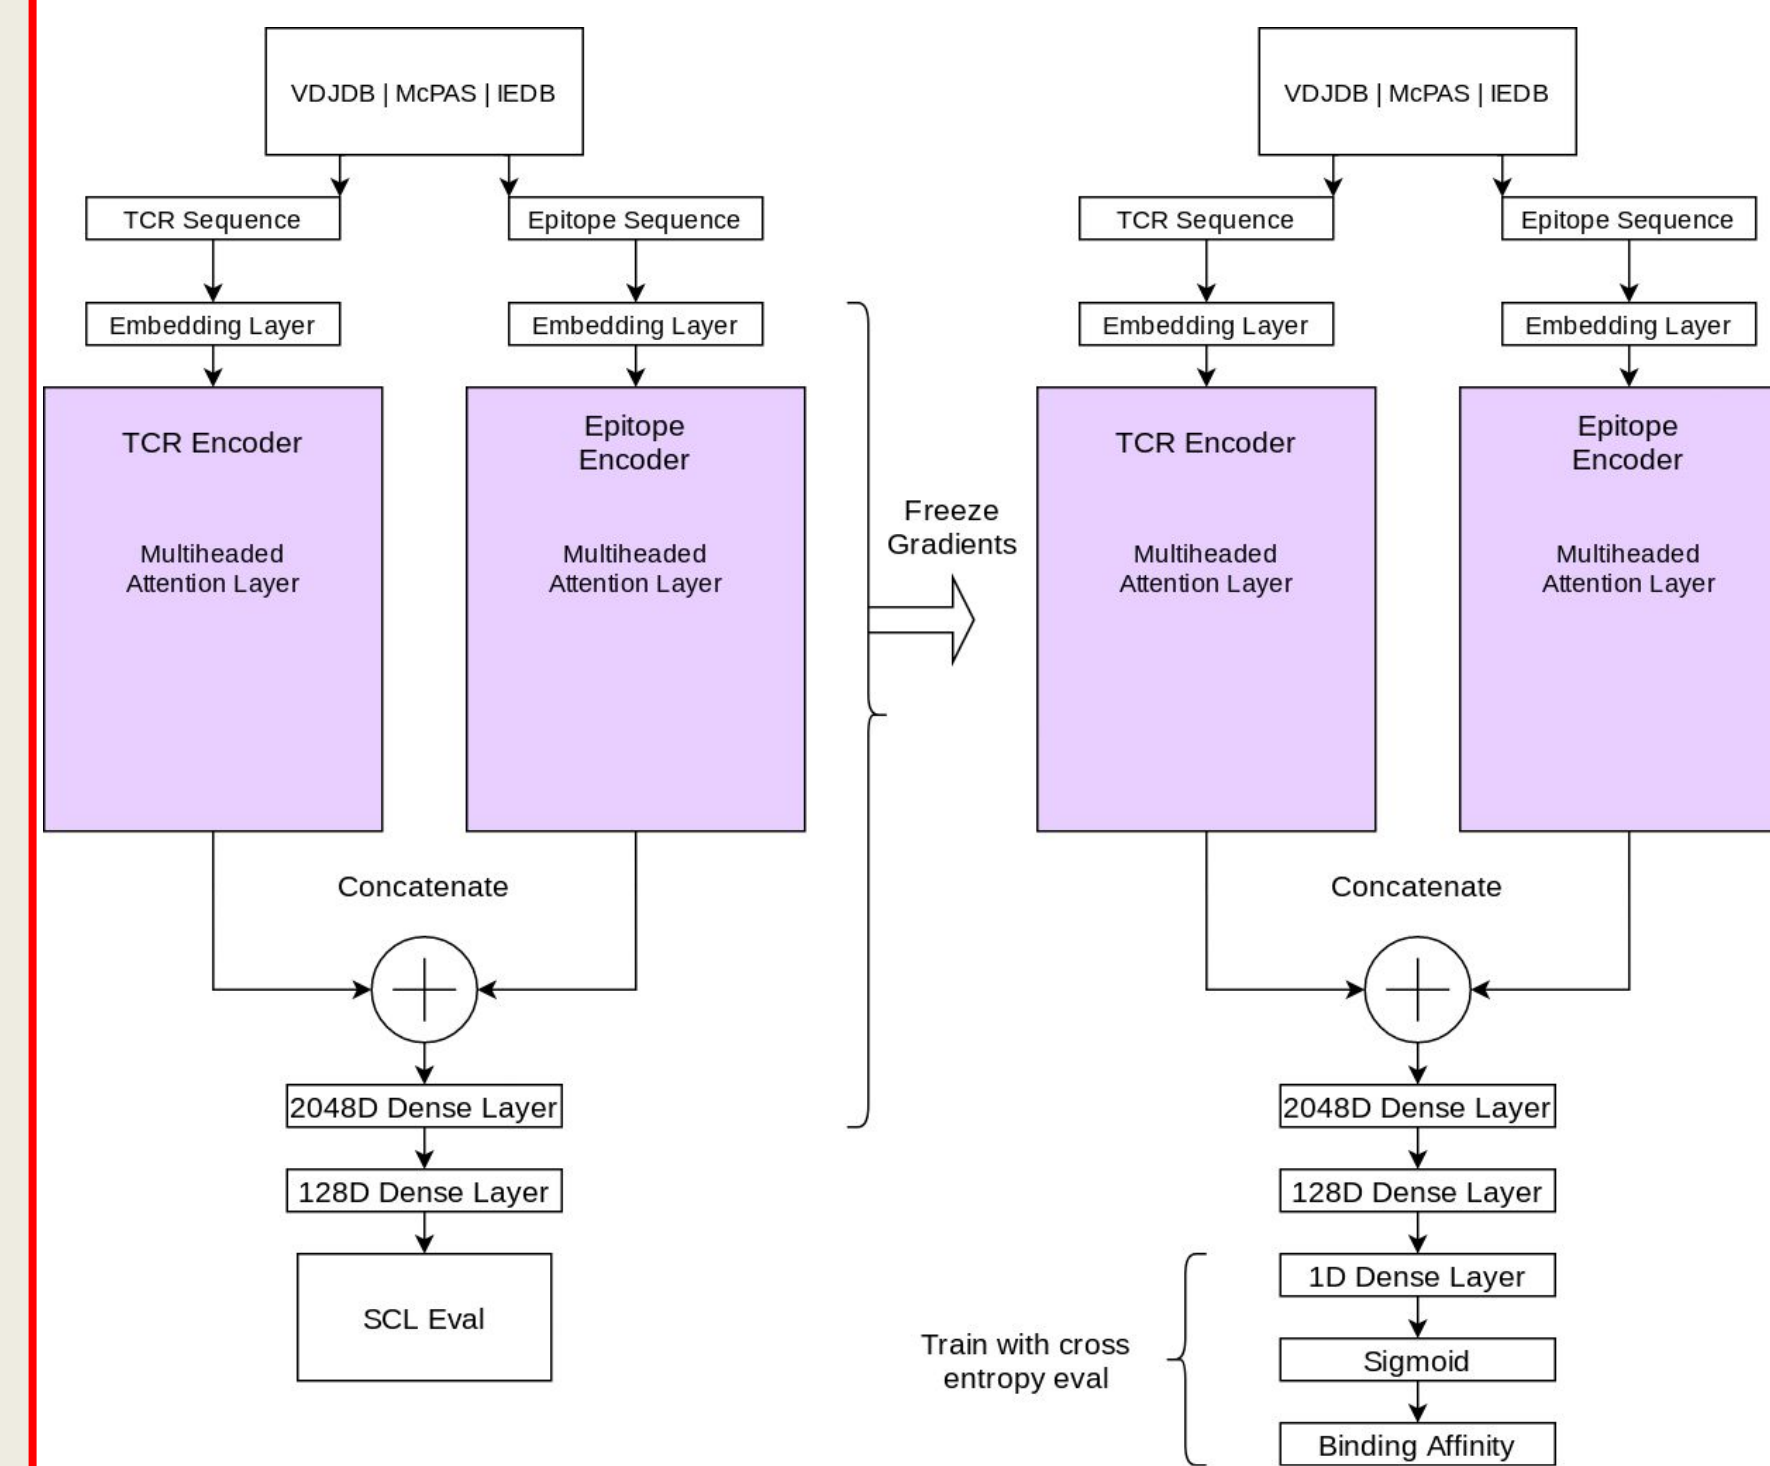 VDJDB | McPAS | IEDB
TCR Sequence
Epitope Sequence
Embedding Layer
Embedding Layer
TCR Encoder
Epitope
Encoder
Multiheaded
Attention Layer
Multiheaded
Attention Layer
Concatenate
2048D Dense Layer
128D Dense Layer
SCL Eval
Freeze
Gradients
VDJDB | McPAS | IEDB
TCR Sequence
Epitope Sequence
Embedding Layer
Embedding Layer
TCR Encoder
Epitope
Encoder
Multiheaded
Attention Layer
Multiheaded
Attention Layer
Concatenate
2048D Dense Layer
128D Dense Layer
1D Dense Layer
Train with cross
entropy eval
Sigmoid
Binding Affinity